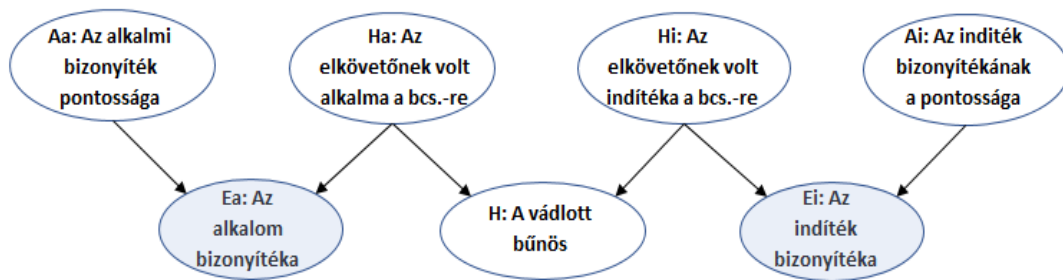 Aa: Az alkalmi
bizonyíték
pontossága
Ha: Az
elkövetőnek volt
alkalma a bcs.-re
Hi: Az
elkövetőnek volt
indítéka a bcs.-re
Ai: Az inditék
bizonyítékának
a pontossága
Ea: Az
alkalom
bizonyítéka
H: A vádlott
bűnös
Ei: Az
indíték
bizonyítéka